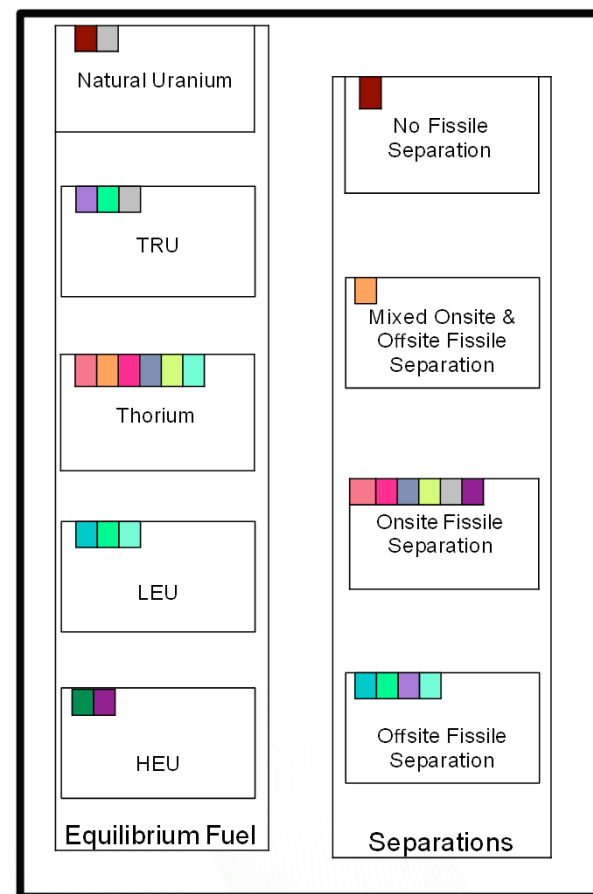 Natural Uranium
TRU
Thorium
LEU
HEU
Equilibrium Fuel
No Fissile
Separation
Mixed Onsite &
Offsite Fissile
Separation
Onsite Fissile
Separation
Offsite Fissile
Separation
Separations